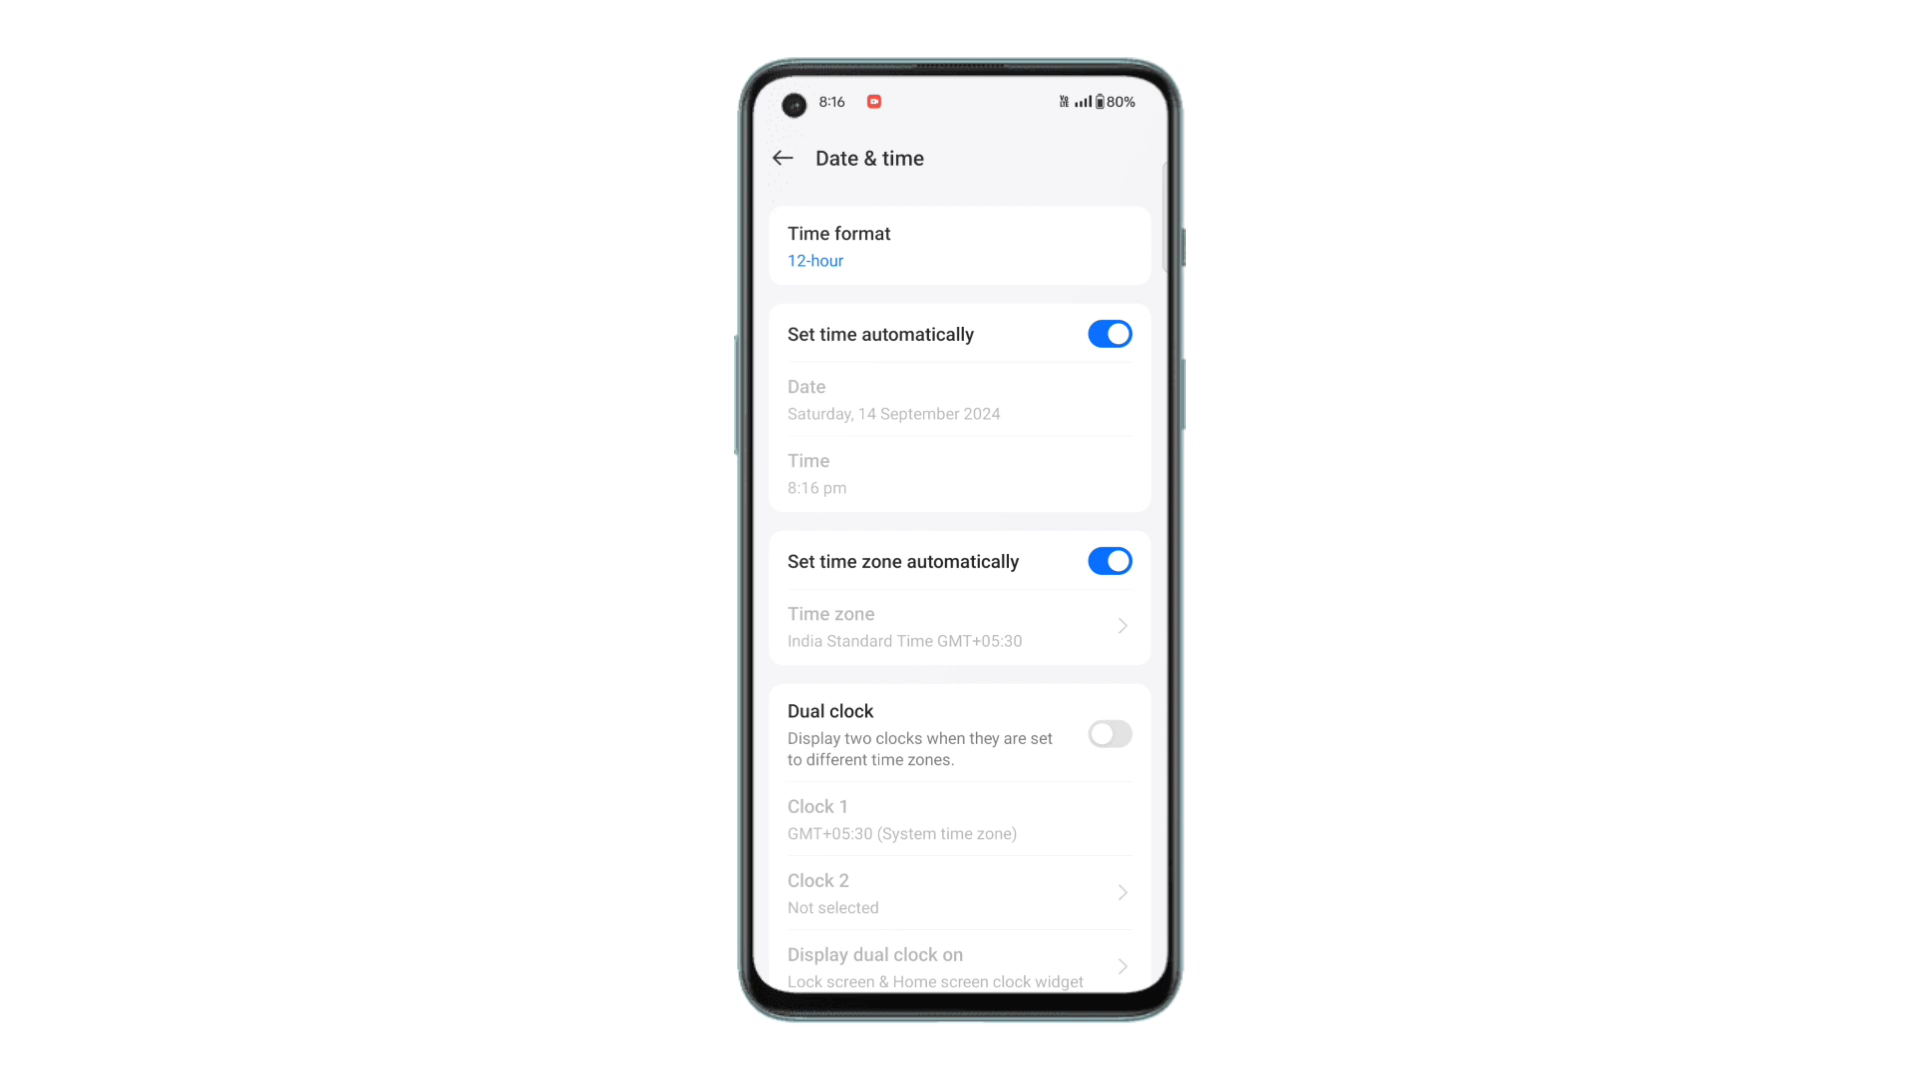 8:16 80%
Date & time
Time format
12-hour
Set time automatically
Date
Saturday, 14 September 2024
Time
8:16 pm
Set time zone automatically
Time zone
India Standard Time GMT+05:30
Dual clock
Display two clocks when they are set
to different time zones.
Clock 1
GMT+05:30 (System time zone)
Clock 2
Not selected
Display dual clock on
Lock screen & Home screen clock widget